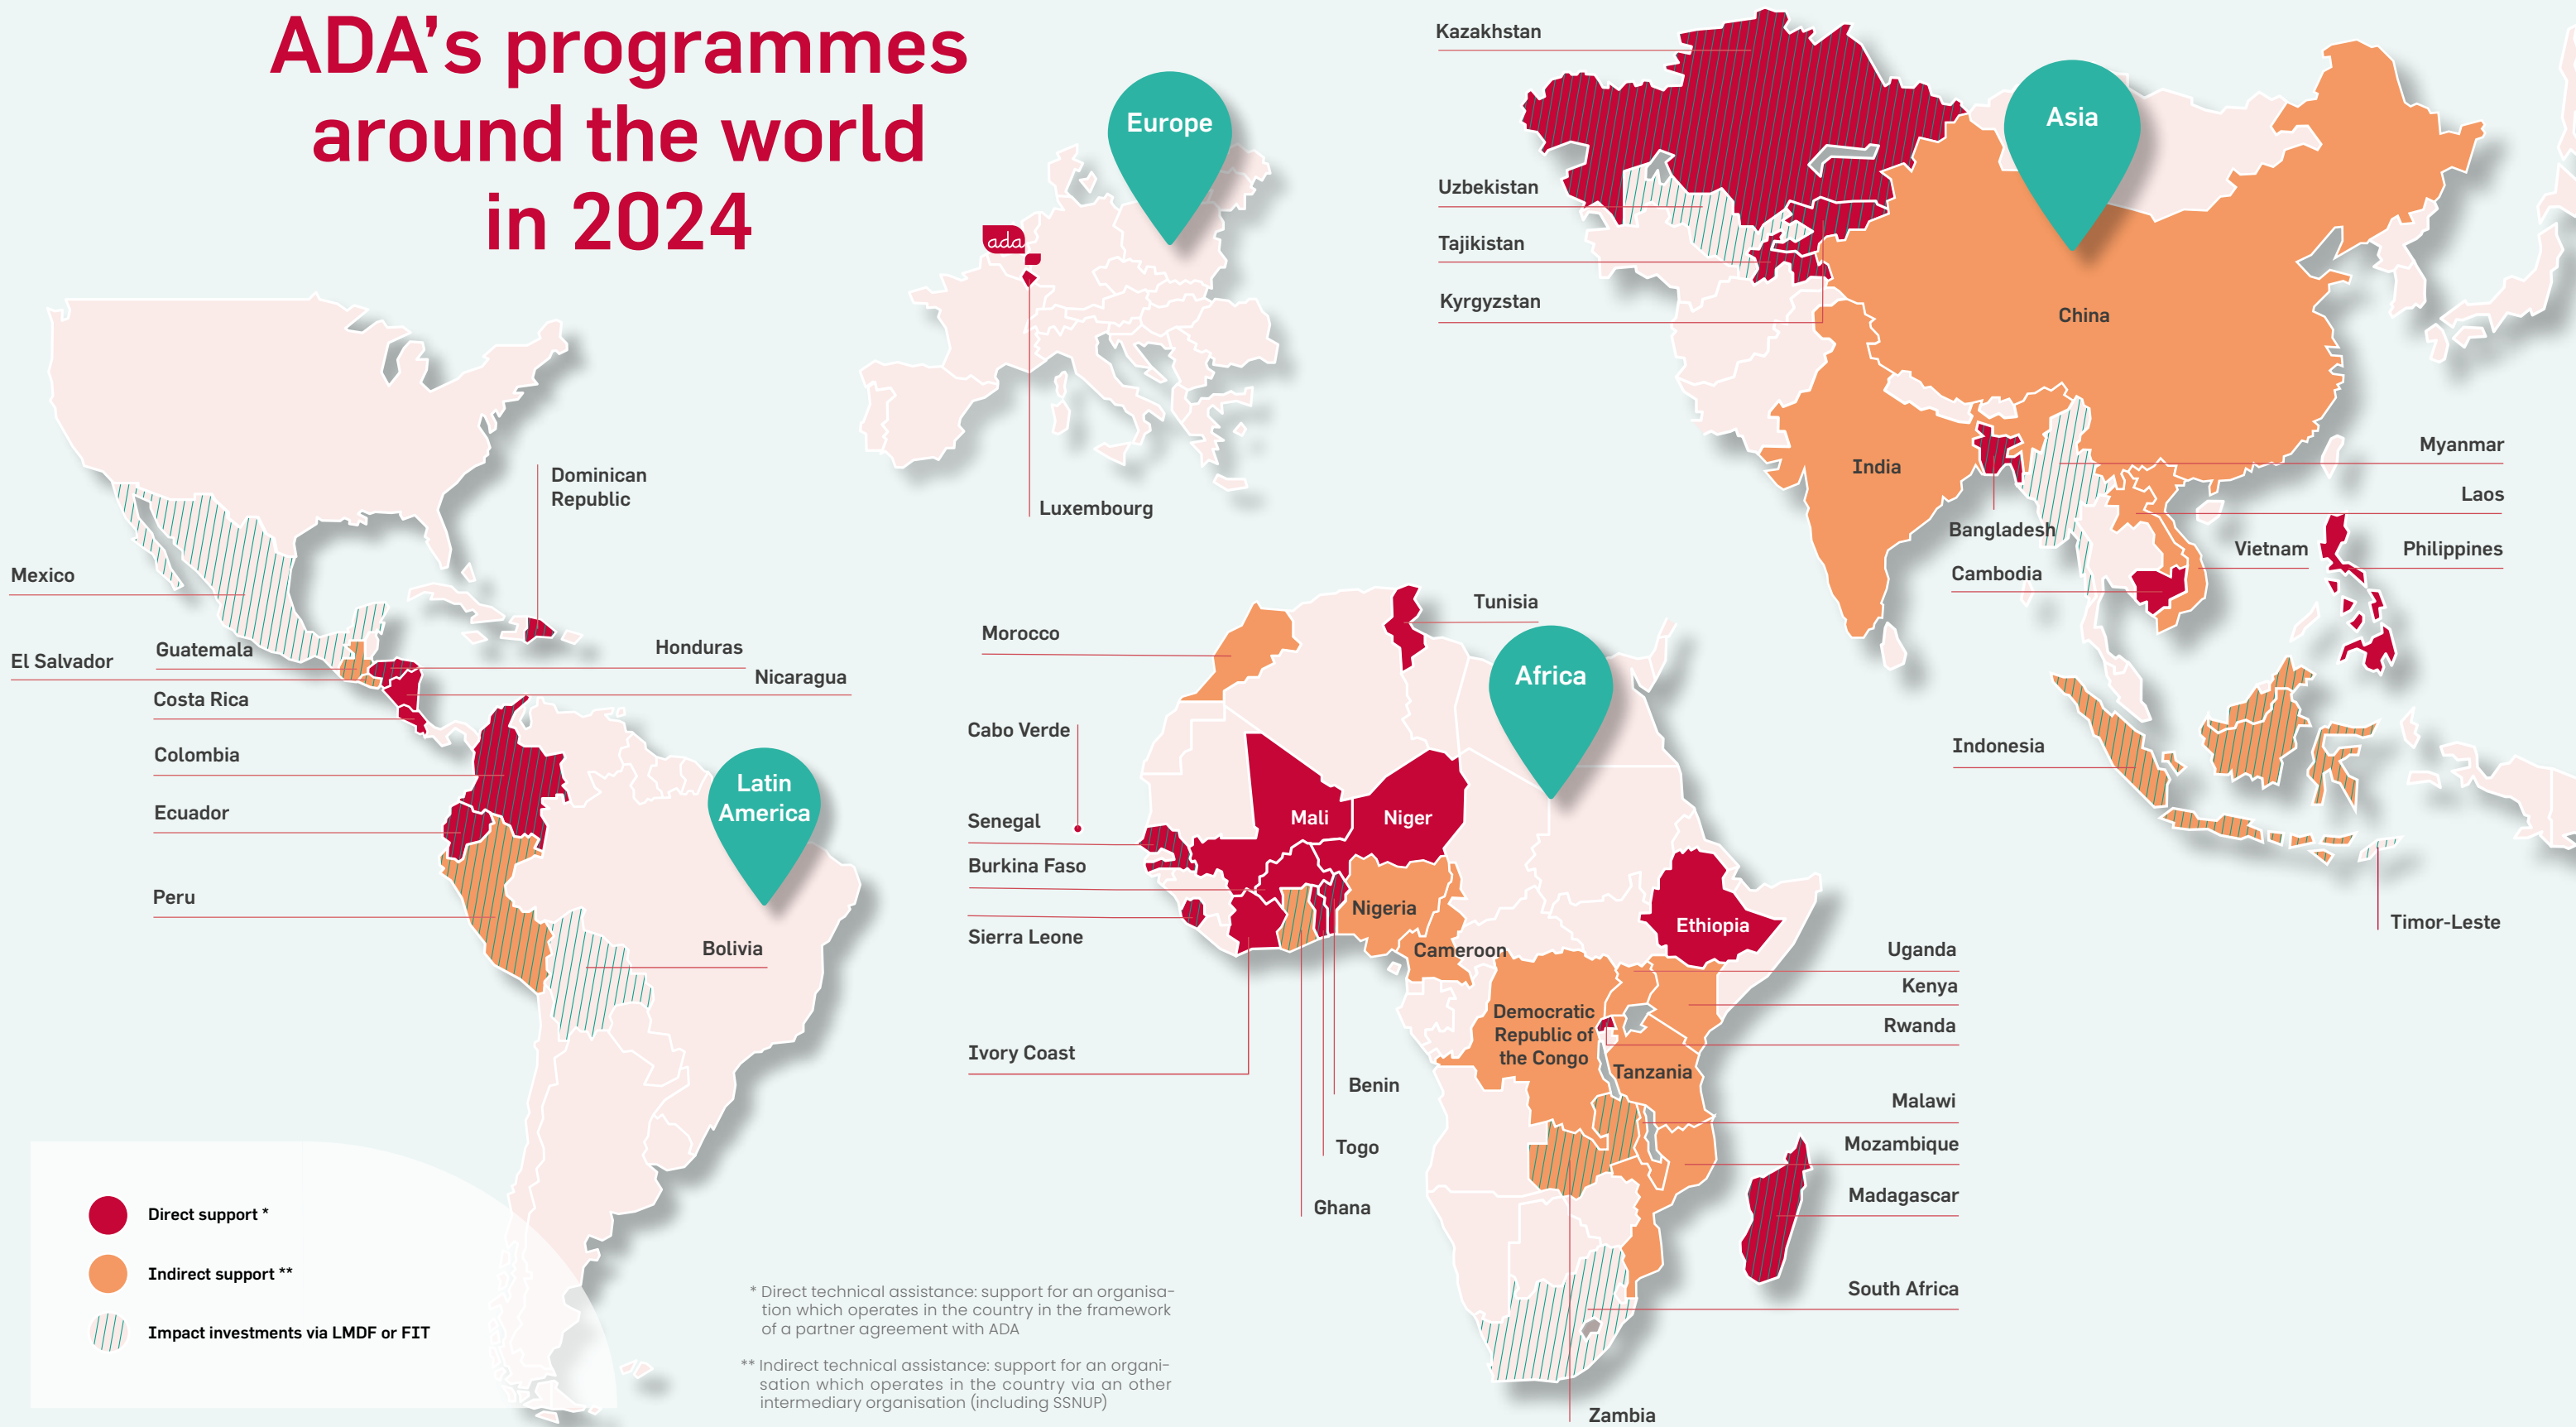 ADA's programmes
around the world
in 2024
Europe
ada
Luxembourg
Asia
Kazakhstan
Uzbekistan
Tajikistan
Kyrgyzstan
China
India
Myanmar
Laos
Bangladesh
Vietnam
Philippines
Cambodia
Indonesia
Timor-Leste
Dominican
Republic
Mexico
Guatemala
Honduras
El Salvador
Nicaragua
Costa Rica
Colombia
Latin
America
Ecuador
Peru
Bolivia
Africa
Tunisia
Morocco
Cabo Verde
Senegal
Mali
Niger
Burkina Faso
Nigeria
Sierra Leone
Cameroon
Ethiopia
Uganda
Kenya
Democratic
Republic of
the Congo
Rwanda
Ivory Coast
Tanzania
Benin
Malawi
Togo
Mozambique
Ghana
Madagascar
South Africa
Zambia
Direct support *
Indirect support **
Impact investments via LMDF or FIT
* Direct technical assistance: support for an organisa-
tion which operates in the country in the framework
of a partner agreement with ADA
** Indirect technical assistance: support for an organi-
sation which operates in the country via an other
intermediary organisation (including SSNUP)